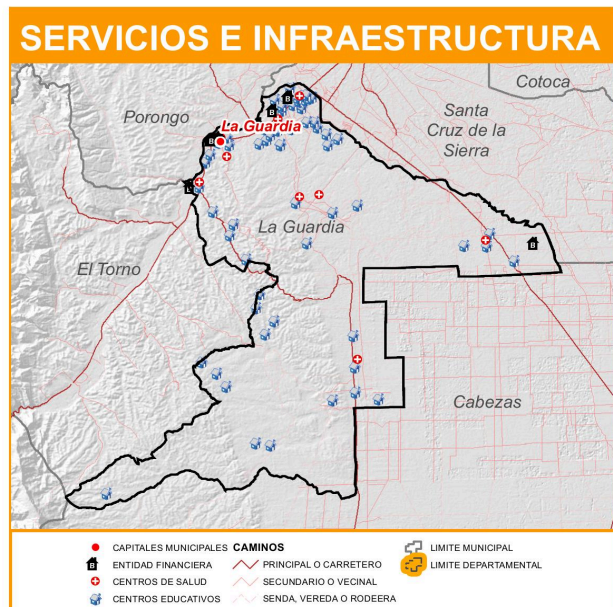 SERVICIOS E INFRAESTRUCTURA
Cotoca
Porongo
Santa
Cruz de la
Sierra
La Guardia
La Guardia
El Torno
Cabezas
CAPITALES MUNICIPALES
ENTIDAD FINANCIERA
CENTROS DE SALUD
CENTROS EDUCATIVOS
CAMINOS
PRINCIPAL O CARRETERO
SECUNDARIO O VECINAL
SENDA, VEREDA O RODEERA
LIMITE MUNICIPAL
LIMITE DEPARTAMENTAL